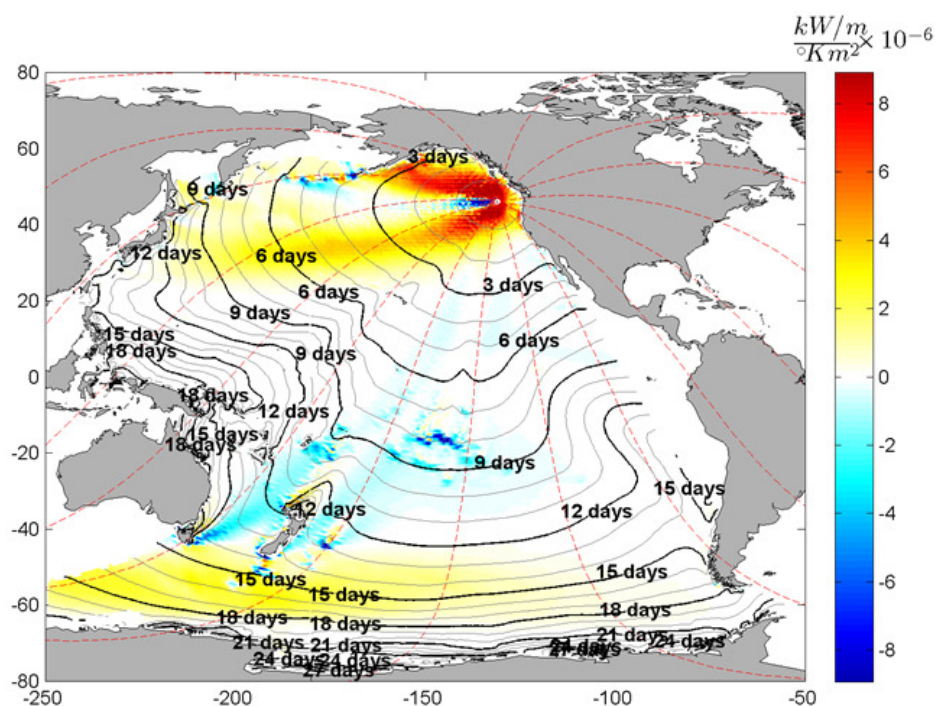 kW/m
°Km² × 10⁻⁶
80
60
40
20
0
-20
-40
-60
-80
-250
-200
-150
-100
-50
8
6
4
2
0
-2
-4
-6
-8
3 days
9 days
12 days
6 days
6 days
3 days
9 days
6 days
15 days
18 days
9 days
18 days
12 days
15 days
18 days
9 days
15 days
12 days
12 days
15 days
15 days
15 days
18 days
18 days
18 days
21 days
21 days
21 days
24 days
24 days
24 days
27 days